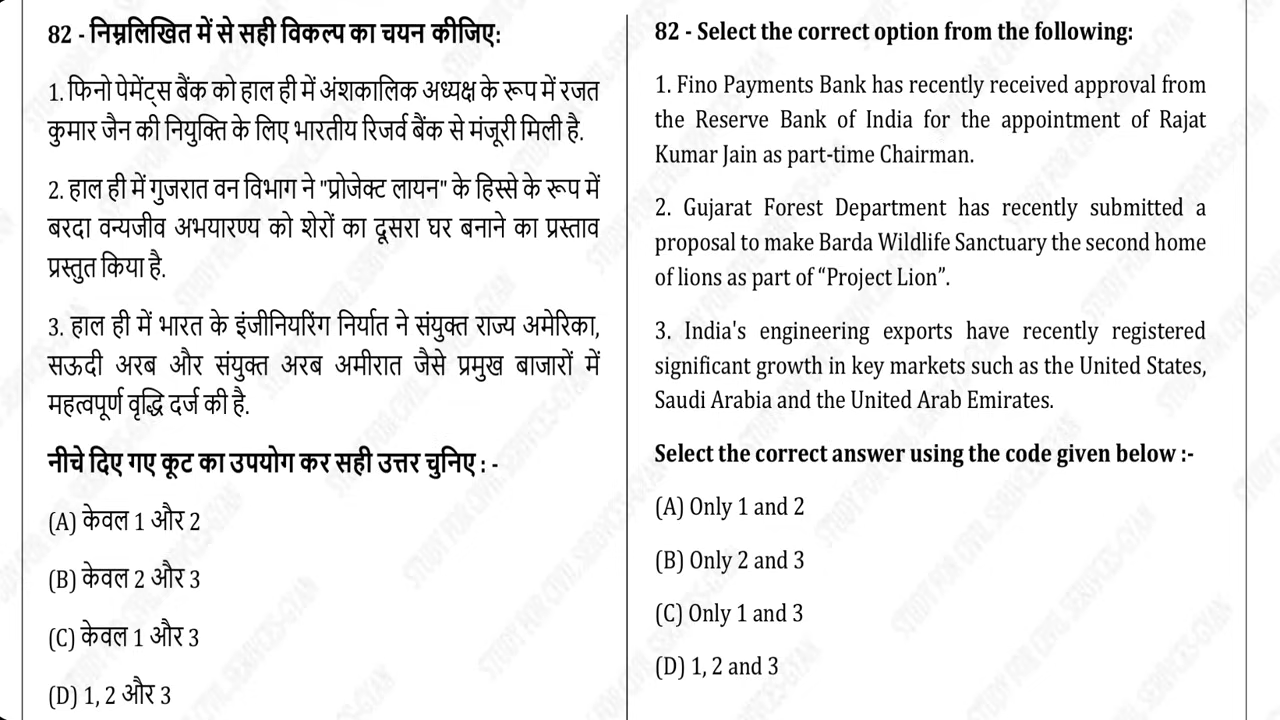 82 - निम्नलिखित में से सही विकल्प का चयन कीजिए:
1. फिनो पेमेंट्स बैंक को हाल ही में अंशकालिक अध्यक्ष के रूप में रजत
कुमार जैन की नियुक्ति के लिए भारतीय रिजर्व बैंक से मंजूरी मिली है.
2. हाल ही में गुजरात वन विभाग ने "प्रोजेक्ट लायन" के हिस्से के रूप में
बरदा वन्यजीव अभयारण्य को शेरों का दूसरा घर बनाने का प्रस्ताव
प्रस्तुत किया है.
3. हाल ही में भारत के इंजीनियरिंग निर्यात ने संयुक्त राज्य अमेरिका,
सऊदी अरब और संयुक्त अरब अमीरात जैसे प्रमुख बाजारों में
महत्वपूर्ण वृद्धि दर्ज की है.
नीचे दिए गए कूट का उपयोग कर सही उत्तर चुनिए : -
(A) केवल 1 और 2
(B) केवल 2 और 3
(C) केवल 1 और 3
(D) 1, 2 और 3
82 - Select the correct option from the following:
1. Fino Payments Bank has recently received approval from
the Reserve Bank of India for the appointment of Rajat
Kumar Jain as part-time Chairman.
2. Gujarat Forest Department has recently submitted a
proposal to make Barda Wildlife Sanctuary the second home
of lions as part of “Project Lion”.
3. India's engineering exports have recently registered
significant growth in key markets such as the United States,
Saudi Arabia and the United Arab Emirates.
Select the correct answer using the code given below :-
(A) Only 1 and 2
(B) Only 2 and 3
(C) Only 1 and 3
(D) 1, 2 and 3